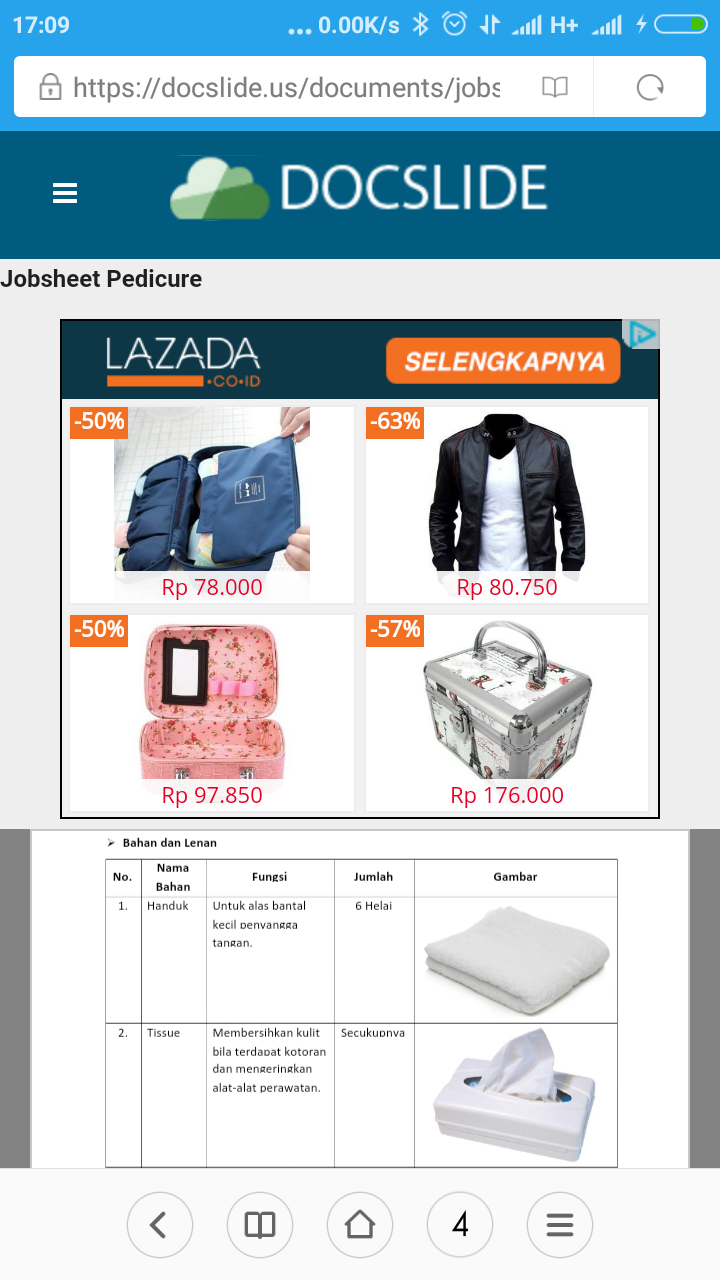 17:09
... 0.00K/s H+
https://docslide.us/documents/jobs
DOCSLIDE
Jobsheet Pedicure
LAZADA
.CO.ID
SELENGKAPNYA
-50%
-63%
Rp 78.000
Rp 80.750
-50%
-57%
Rp 97.850
Rp 176.000
➢ Bahan dan Lenan
No. Nama Bahan Fungsi Jumlah Gambar
1. Handuk Untuk alas bantal 6 Helai
kecil penyangga
tangan.
2. Tissue Membersihkan kulit Secukupnya
bila terdapat kotoran
dan mengeringkan
alat-alat perawatan.
4